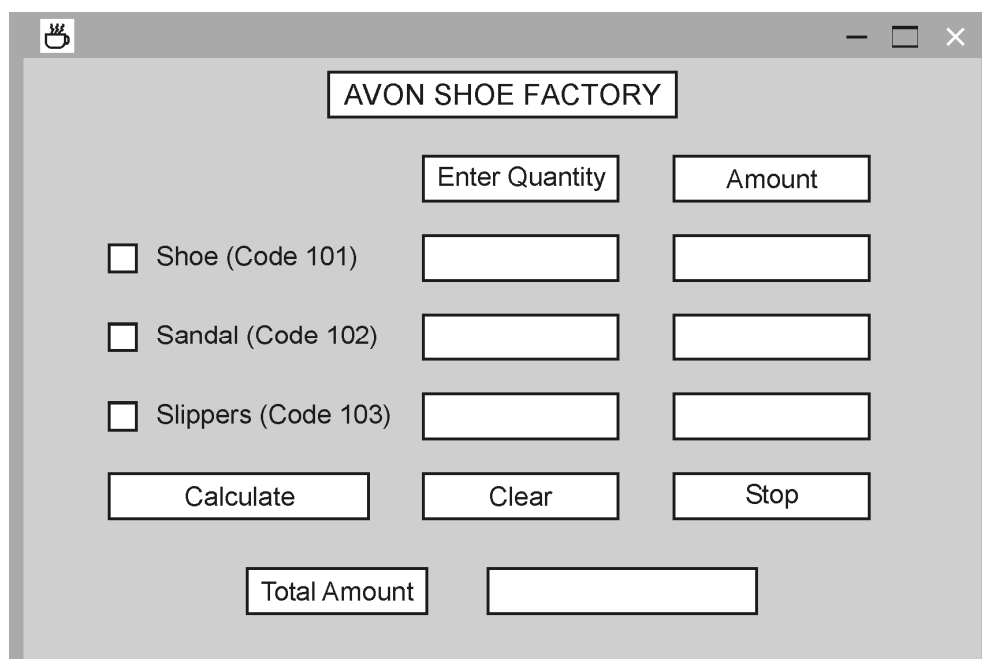 AVON SHOE FACTORY
Enter Quantity Amount
Shoe (Code 101)
Sandal (Code 102)
Slippers (Code 103)
Calculate Clear Stop
Total Amount